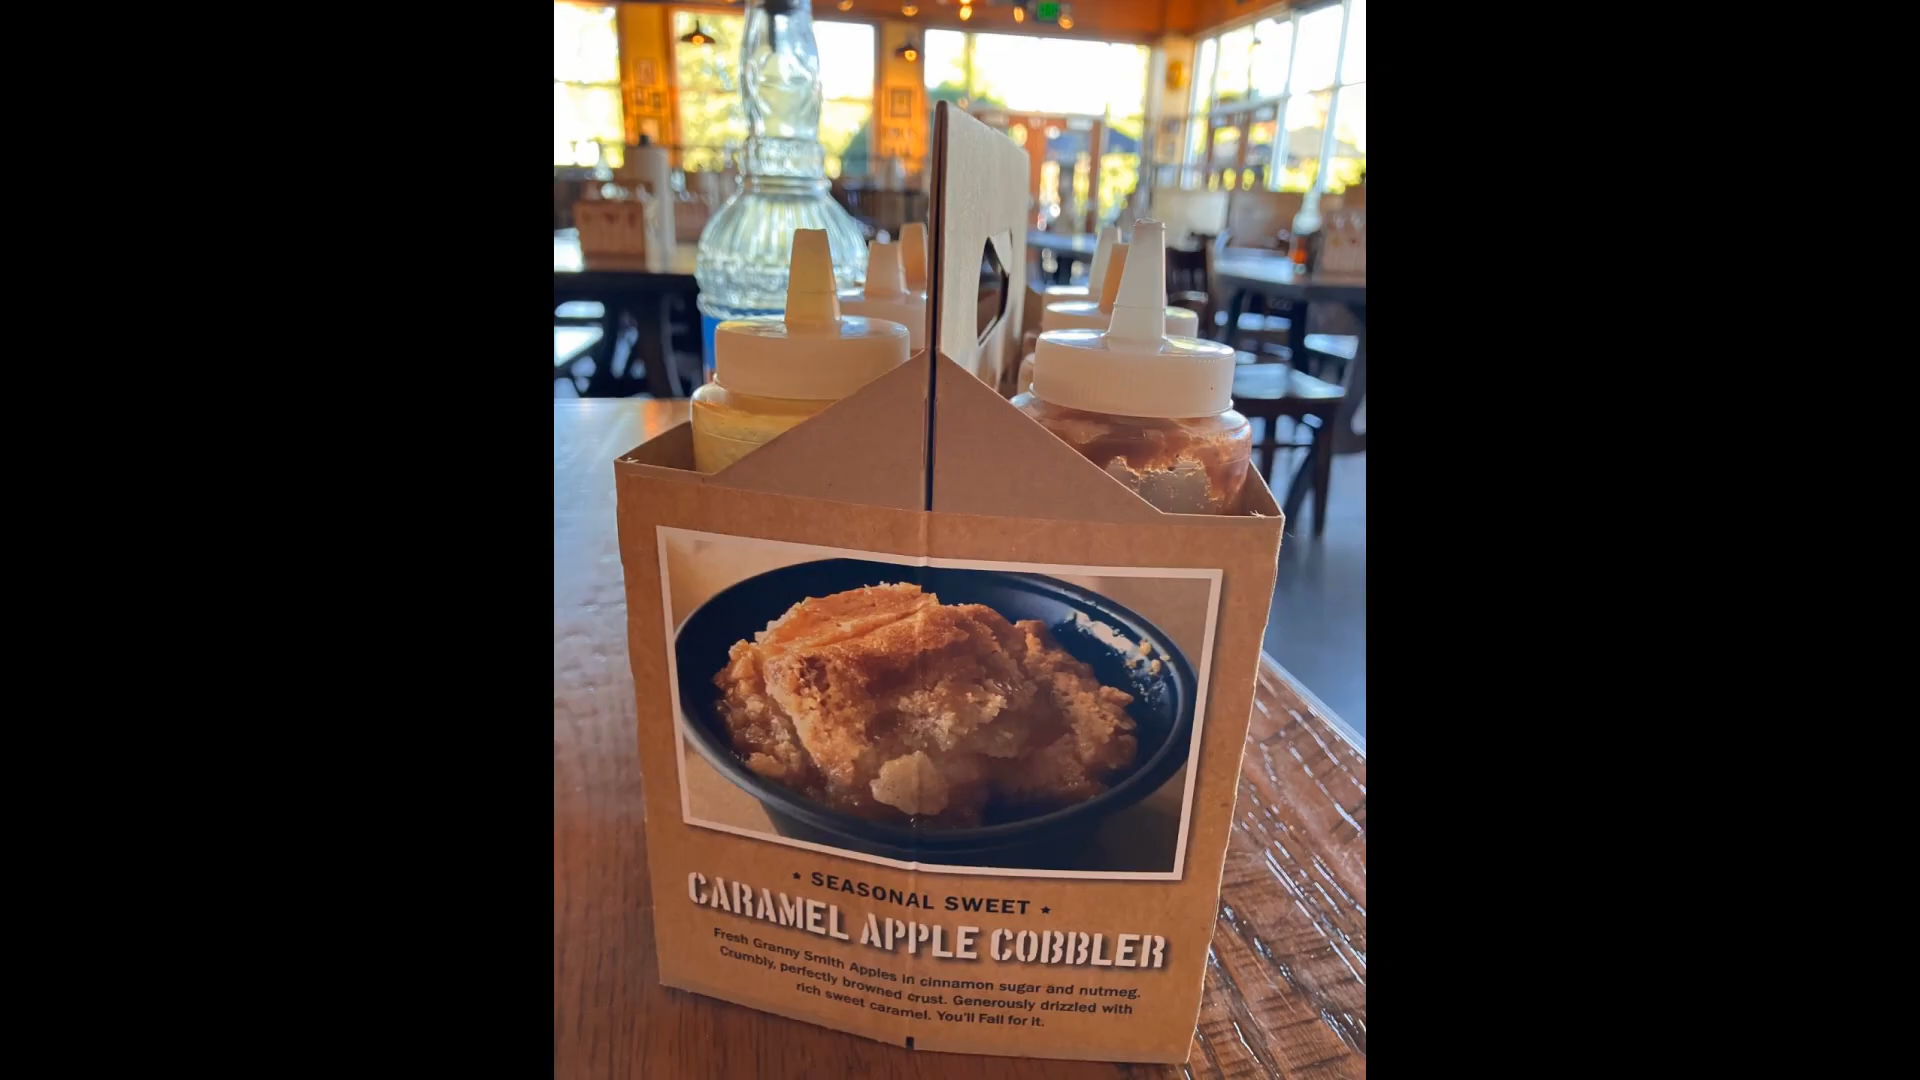 ★ SEASONAL SWEET ★
CARAMEL APPLE COBBLER
Fresh Granny Smith Apples in cinnamon sugar and nutmeg.
Crumbly, perfectly browned crust. Generously drizzled with
rich sweet caramel. You'll Fall for it.